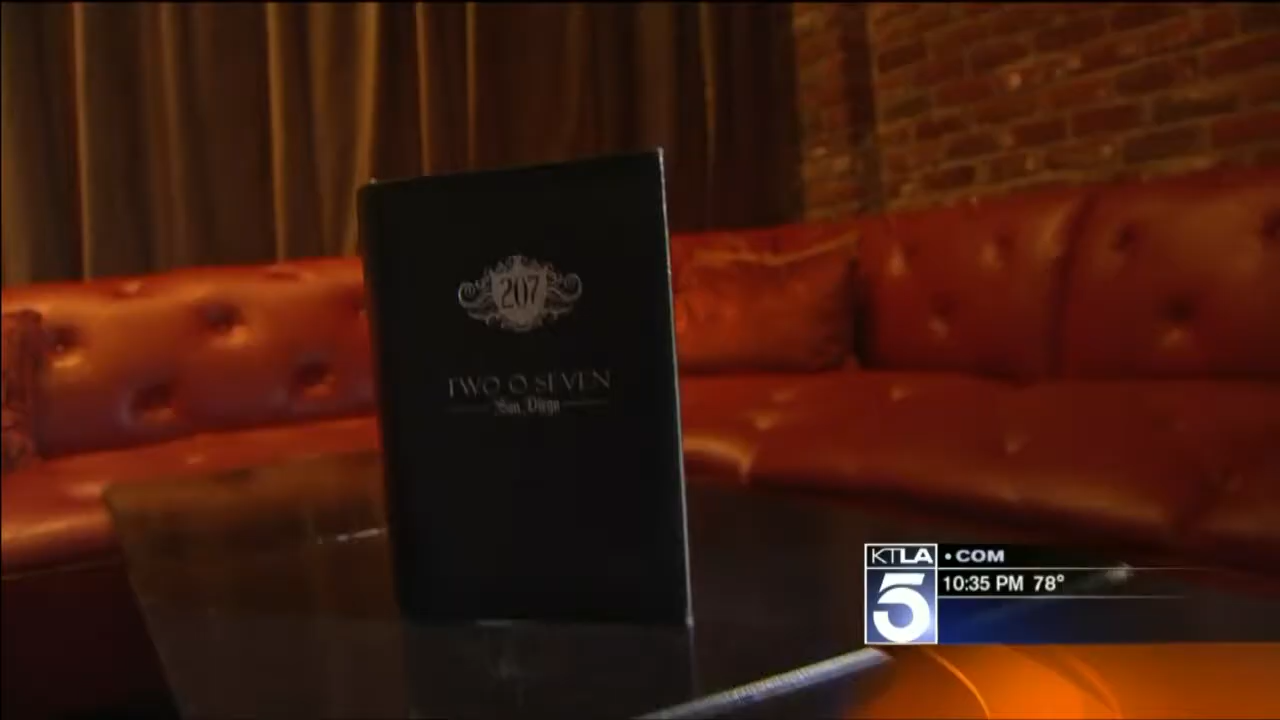 207
TWO O SEVEN
San Diego
KTLA • COM
5
10:35 PM 78°